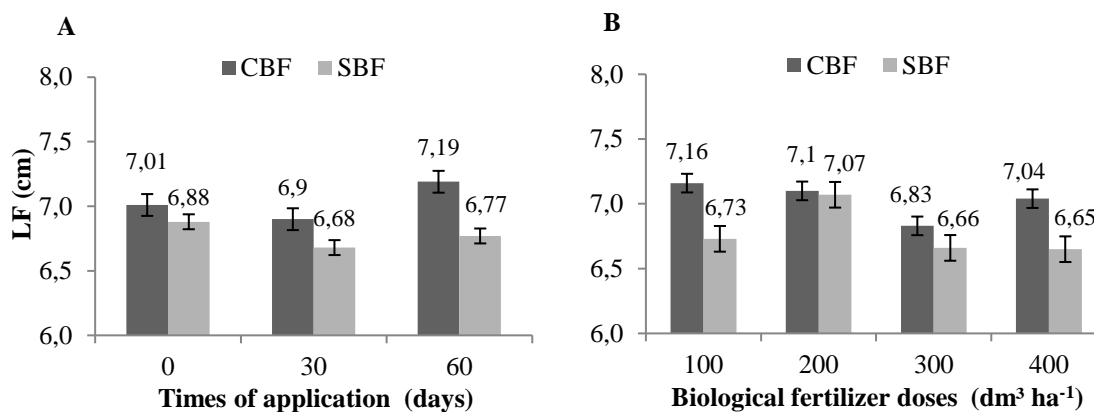 A
CBF SBF
8,0
7,5
7,0
6,5
6,0
LF (cm)
7,01
6,88
6,9
6,68
7,19
6,77
0 30 60
Times of application (days)
B
CBF SBF
8,0
7,5
7,0
6,5
6,0
7,16
6,73
7,1
7,07
6,83
6,66
7,04
6,65
100 200 300 400
Biological fertilizer doses (dm³ ha⁻¹)